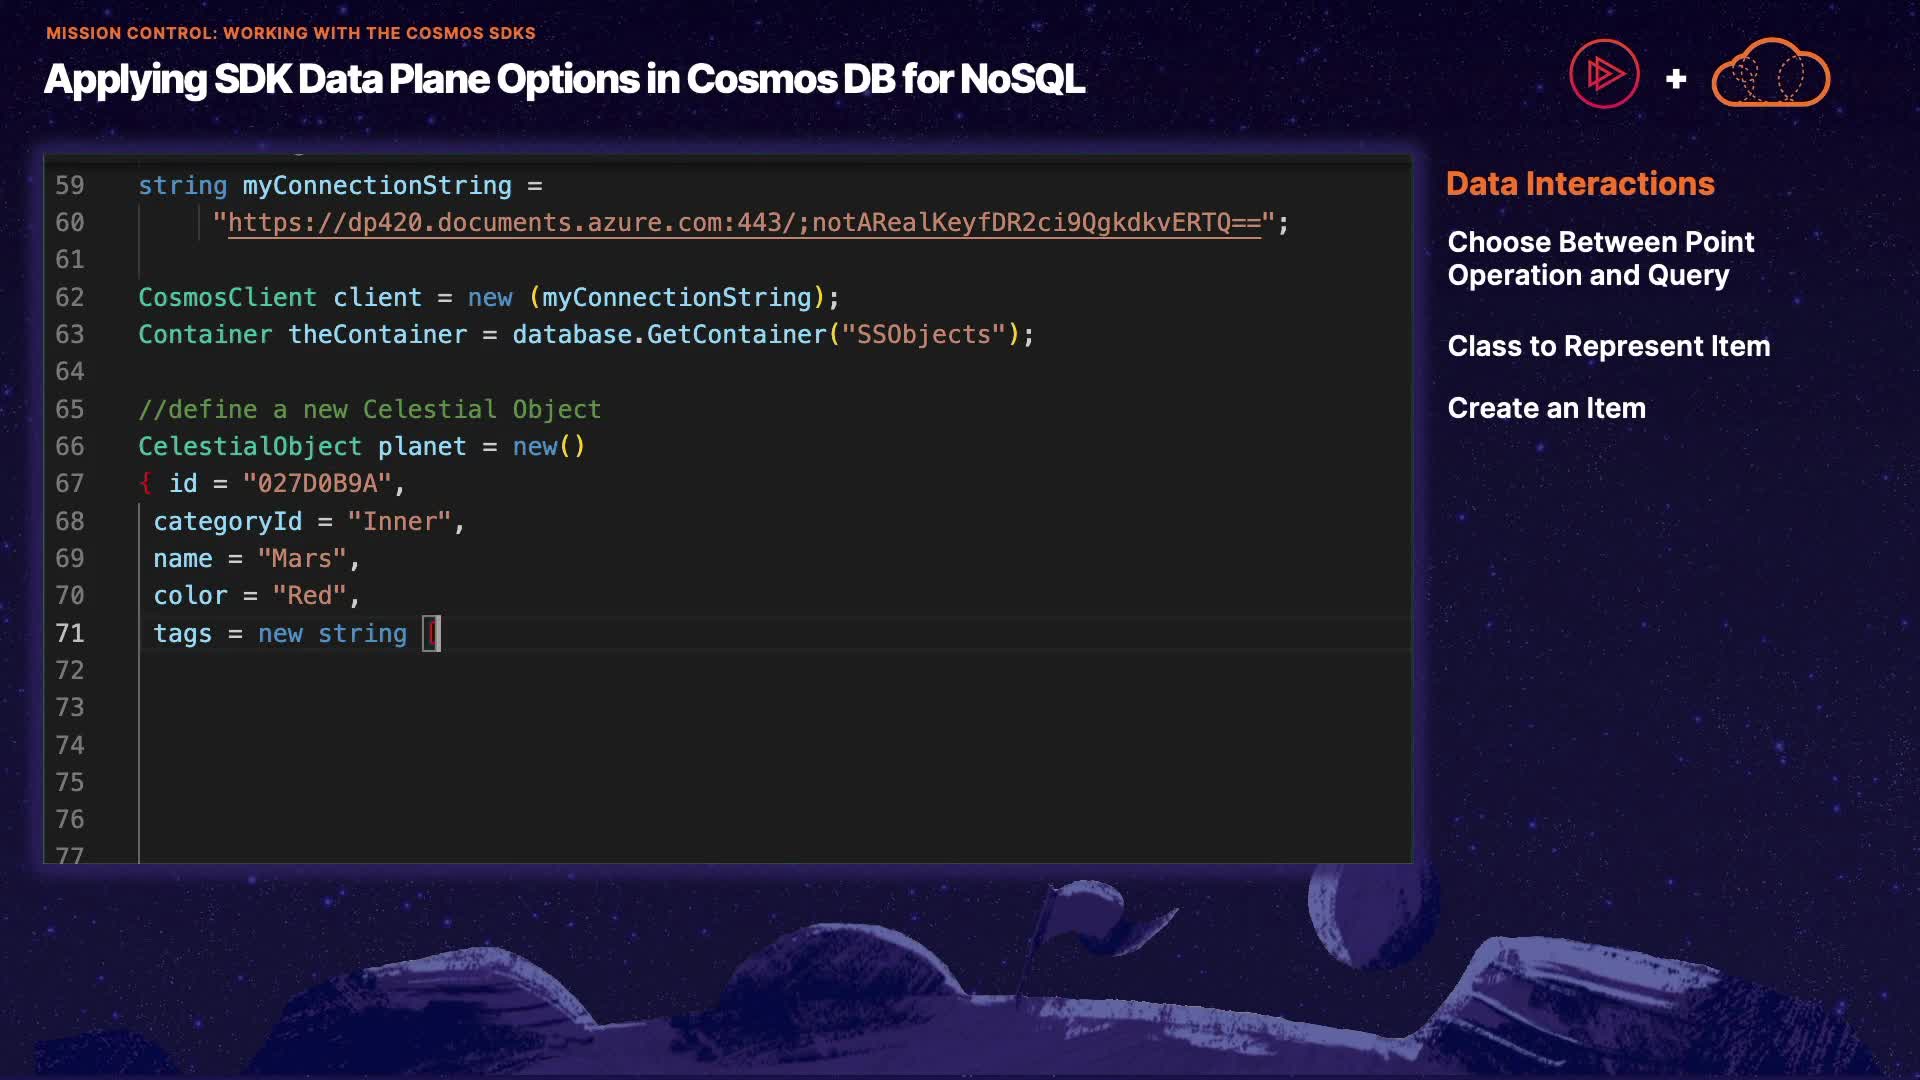 MISSION CONTROL: WORKING WITH THE COSMOS SDKS
Applying SDK Data Plane Options in Cosmos DB for NoSQL
+
59 string myConnectionString =
60 "https://dp420.documents.azure.com:443/;notARealKeyfDR2ci9QgkdkvERTQ==";
61
62 CosmosClient client = new (myConnectionString);
63 Container theContainer = database.GetContainer("SSObjects");
64
65 //define a new Celestial Object
66 CelestialObject planet = new()
67 { id = "027D0B9A",
68 categoryId = "Inner",
69 name = "Mars",
70 color = "Red",
71 tags = new string [
72
73
74
75
76
77
Data Interactions
Choose Between Point
Operation and Query
Class to Represent Item
Create an Item